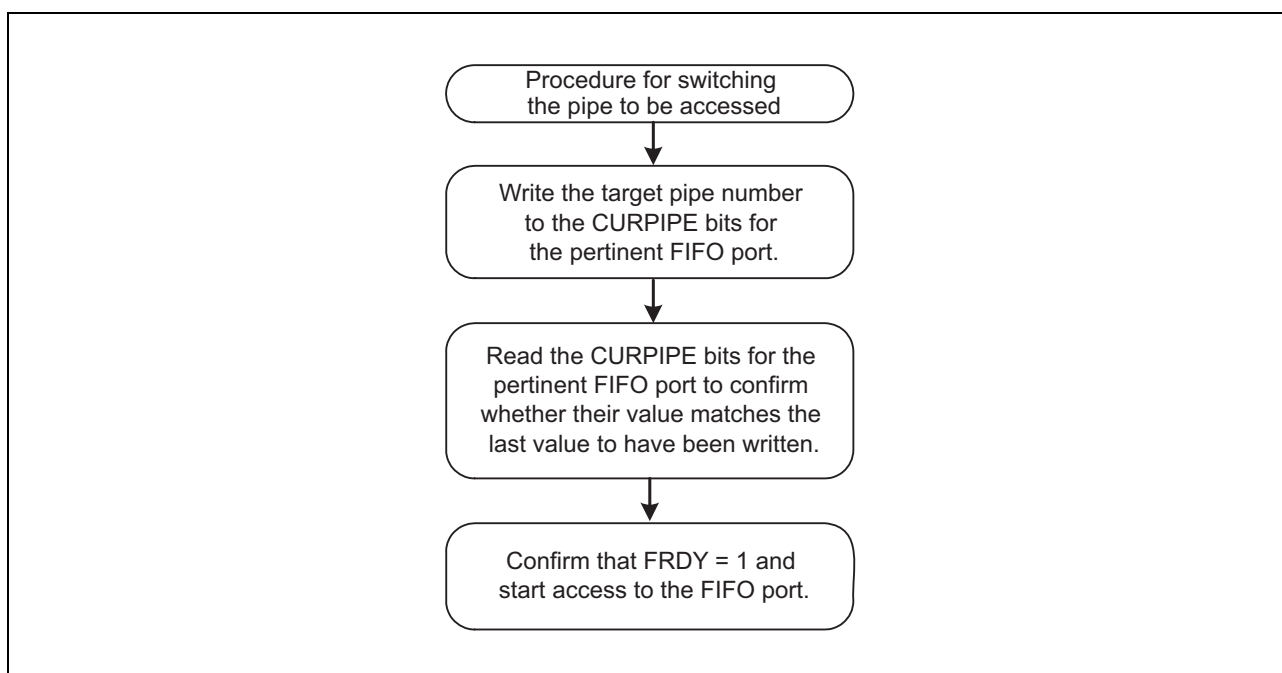 Procedure for switching
the pipe to be accessed
Write the target pipe number
to the CURPIPE bits for
the pertinent FIFO port.
Read the CURPIPE bits for the
pertinent FIFO port to confirm
whether their value matches the
last value to have been written.
Confirm that FRDY = 1 and
start access to the FIFO port.